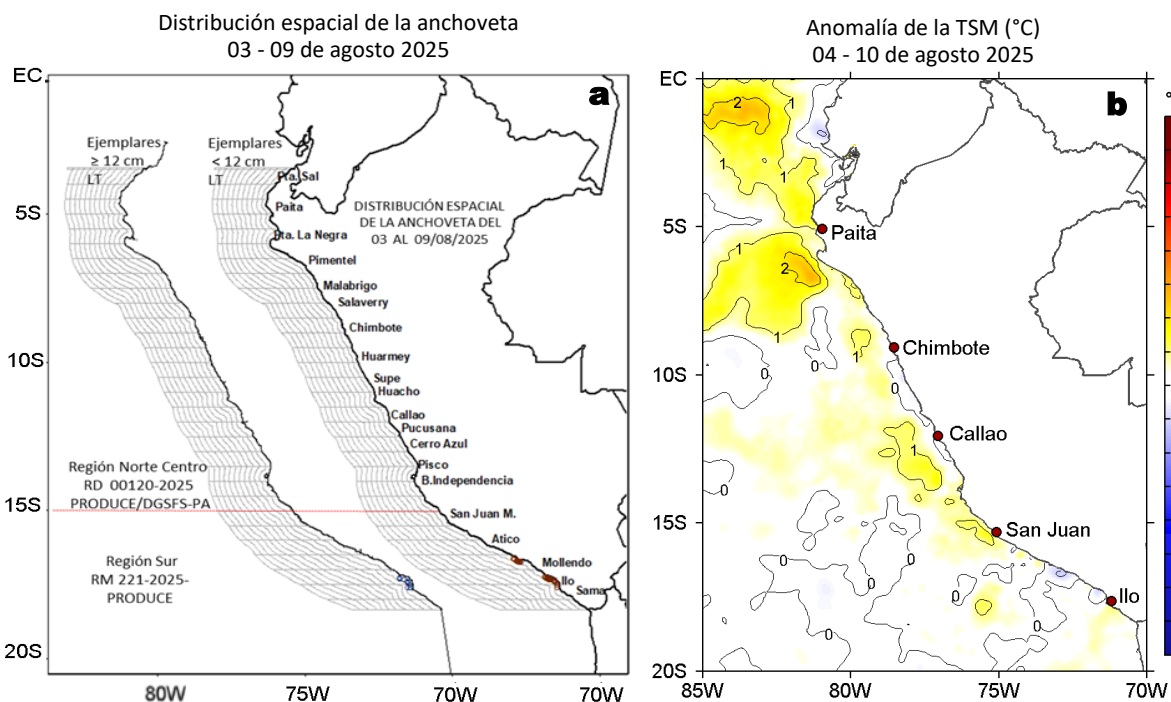 Distribución espacial de la anchoveta
03 - 09 de agosto 2025
EC
5S
10S
15S
20S
80W
75W
70W
70W
a
Ejemplares
≥ 12 cm
LT
Ejemplares
< 12 cm
LT
DISTRIBUCIÓN ESPACIAL
DE LA ANCHOVETA DEL
03 AL 09/08/2025
Pta. Sal
Paita
Pta. La Negra
Pimentel
Malabrigo
Salaverry
Chimbote
Huarmey
Supe
Huacho
Callao
Pucusana
Cerro Azul
Pisco
B.Independencia
San Juan M.
Atico
Mollendo
Ilo
Sama
Región Norte Centro
RD 00120-2025
PRODUCE/DGSFS-PA
Región Sur
RM 221-2025-
PRODUCE
Anomalía de la TSM (°C)
04 - 10 de agosto 2025
EC
5S
10S
15S
20S
85W
80W
75W
70W
b
2
1
1
1
1
2
1
1
0
0
0
1
0
0
0
0
0
0
0
Paita
Chimbote
Callao
San Juan
Ilo